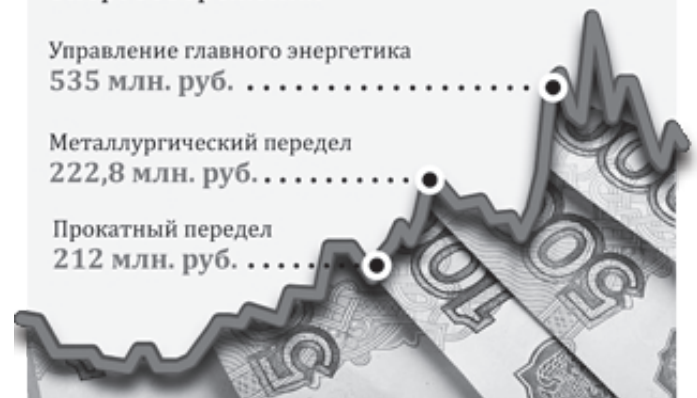 Управление главного энергетика
535 млн. руб.
Металлургический передел
222,8 млн. руб.
Прокатный передел
212 млн. руб.